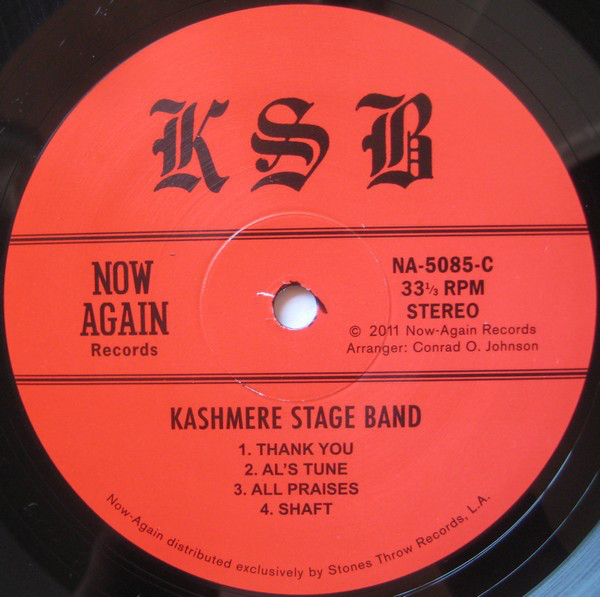 K S B
NOW
AGAIN
Records
NA-5085-C
33⅓ RPM
STEREO
© 2011 Now-Again Records
Arranger: Conrad O. Johnson
KASHMERE STAGE BAND
1. THANK YOU
2. AL'S TUNE
3. ALL PRAISES
4. SHAFT
Now-Again distributed exclusively by Stones Throw Records, L.A.